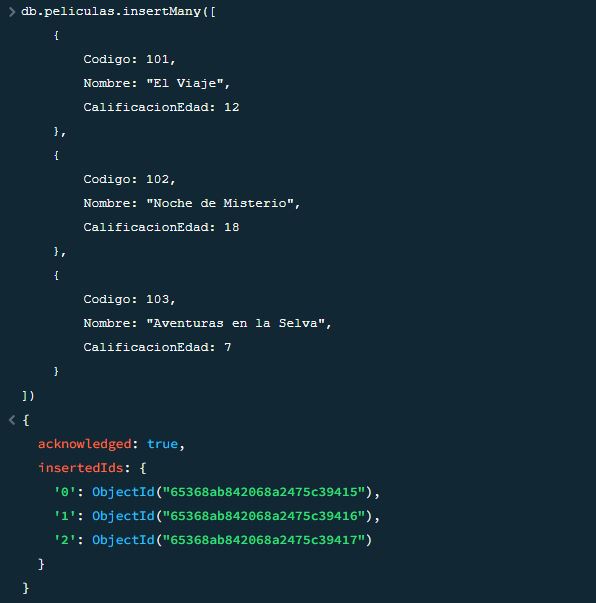 > db.peliculas.insertMany([
    {
        Codigo: 101,
        Nombre: "El Viaje",
        CalificacionEdad: 12
    },
    {
        Codigo: 102,
        Nombre: "Noche de Misterio",
        CalificacionEdad: 18
    },
    {
        Codigo: 103,
        Nombre: "Aventuras en la Selva",
        CalificacionEdad: 7
    }
])
< {
  acknowledged: true,
  insertedIds: {
    '0': ObjectId("65368ab842068a2475c39415"),
    '1': ObjectId("65368ab842068a2475c39416"),
    '2': ObjectId("65368ab842068a2475c39417")
  }
}